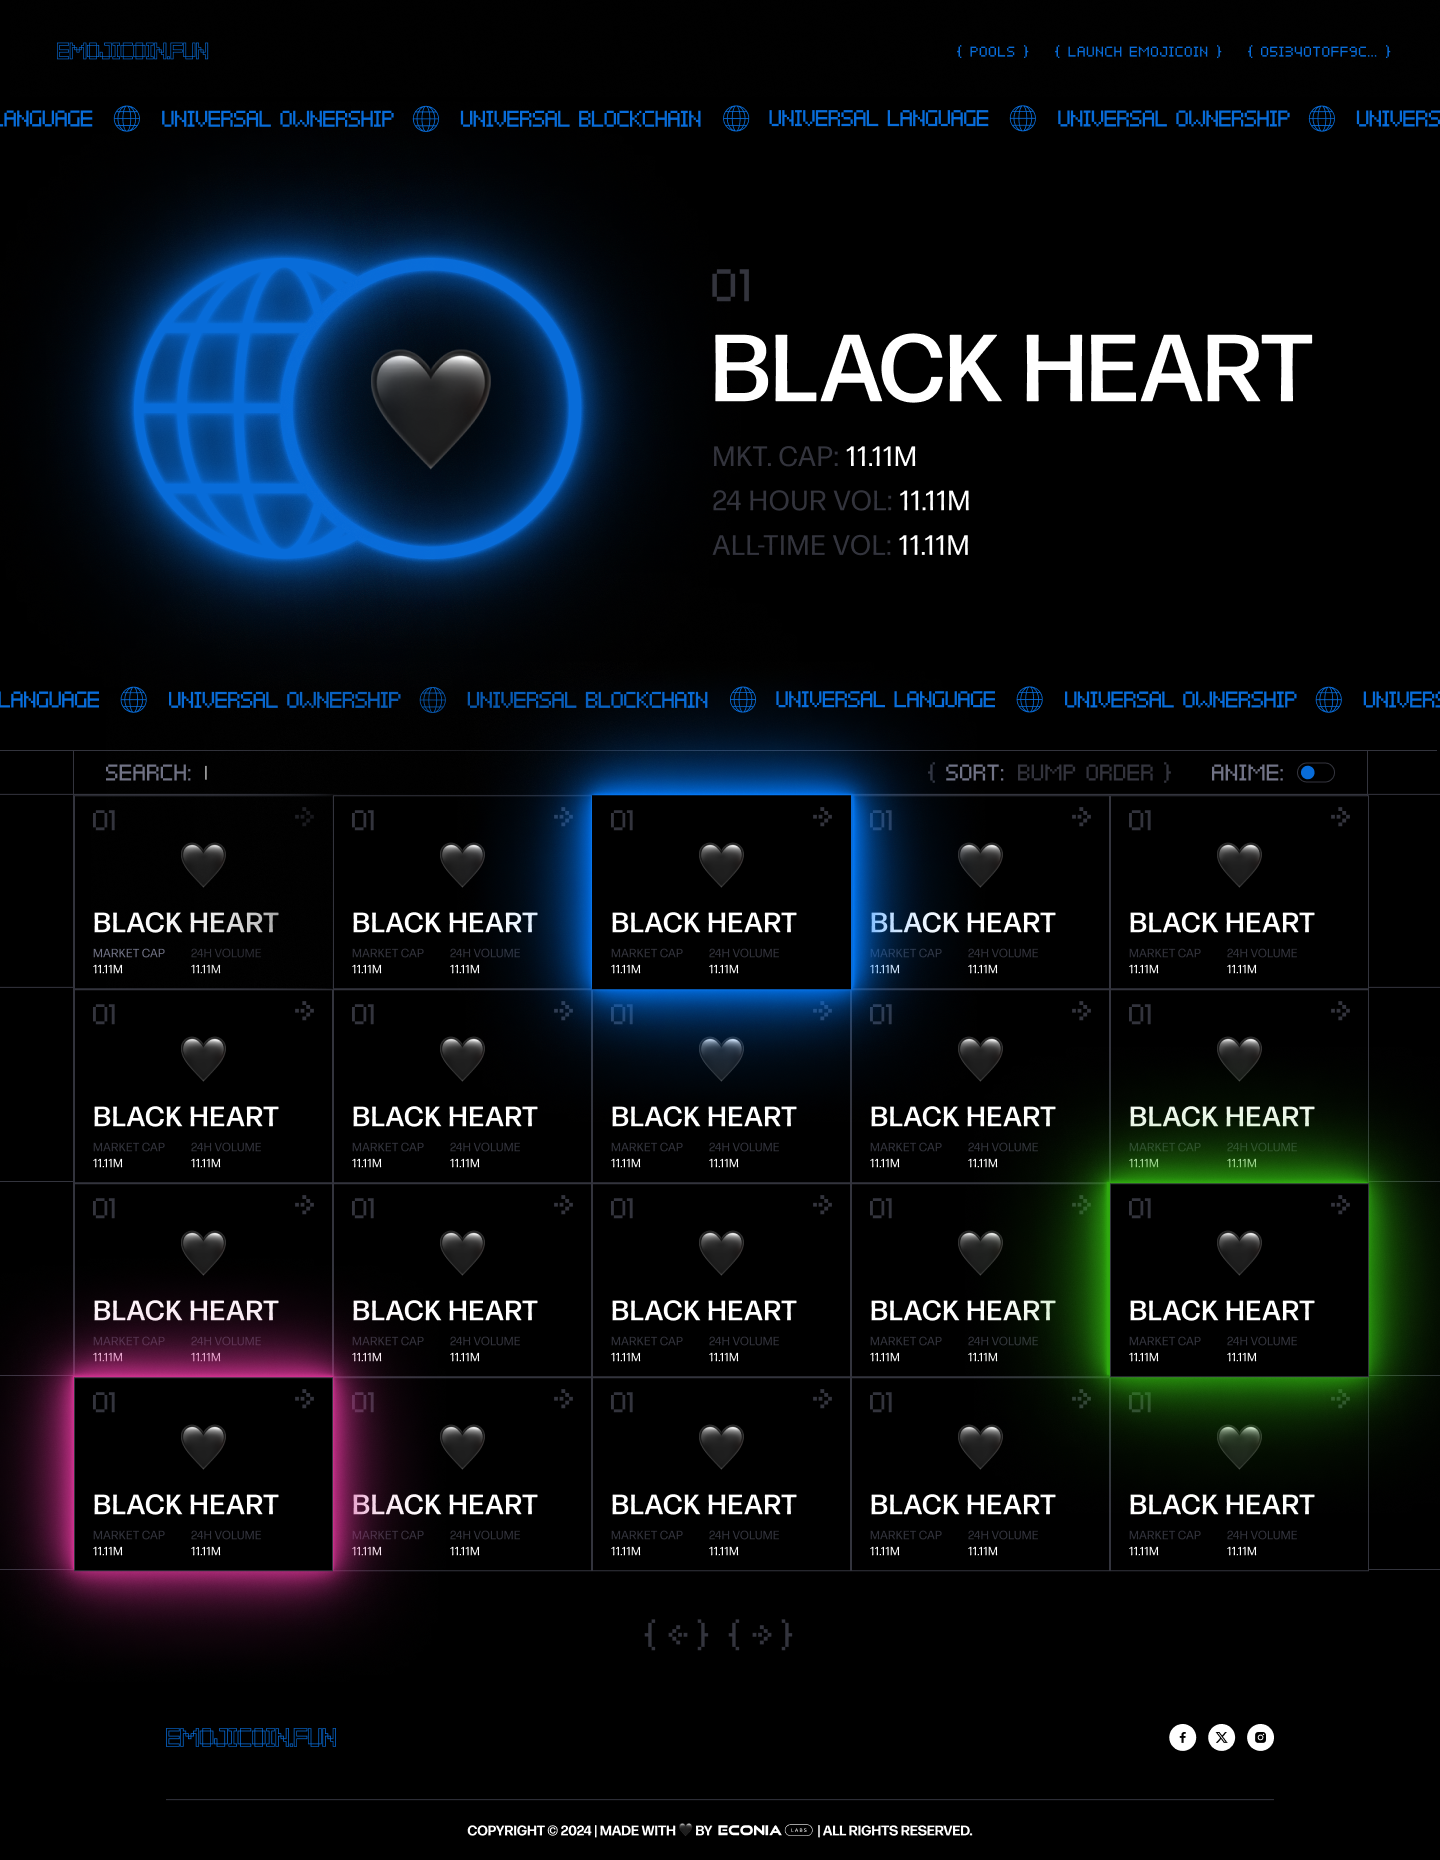 EMOJICOIN.FUN
{ POOLS } { LAUNCH EMOJICOIN } { 051340T0FF9C... }
LANGUAGE UNIVERSAL OWNERSHIP UNIVERSAL BLOCKCHAIN UNIVERSAL LANGUAGE UNIVERSAL OWNERSHIP UNIVERS
01
BLACK HEART
MKT. CAP: 11.11M
24 HOUR VOL: 11.11M
ALL-TIME VOL: 11.11M
LANGUAGE UNIVERSAL OWNERSHIP UNIVERSAL BLOCKCHAIN UNIVERSAL LANGUAGE UNIVERSAL OWNERSHIP UNIVERS
SEARCH: { SORT: BUMP ORDER } ANIME:
01 01 01 01 01
BLACK HEART BLACK HEART BLACK HEART BLACK HEART BLACK HEART
MARKET CAP 24H VOLUME MARKET CAP 24H VOLUME MARKET CAP 24H VOLUME MARKET CAP 24H VOLUME MARKET CAP 24H VOLUME
11.11M 11.11M 11.11M 11.11M 11.11M 11.11M 11.11M 11.11M 11.11M 11.11M
01 01 01 01 01
BLACK HEART BLACK HEART BLACK HEART BLACK HEART BLACK HEART
MARKET CAP 24H VOLUME MARKET CAP 24H VOLUME MARKET CAP 24H VOLUME MARKET CAP 24H VOLUME MARKET CAP 24H VOLUME
11.11M 11.11M 11.11M 11.11M 11.11M 11.11M 11.11M 11.11M 11.11M 11.11M
01 01 01 01 01
BLACK HEART BLACK HEART BLACK HEART BLACK HEART BLACK HEART
MARKET CAP 24H VOLUME MARKET CAP 24H VOLUME MARKET CAP 24H VOLUME MARKET CAP 24H VOLUME MARKET CAP 24H VOLUME
11.11M 11.11M 11.11M 11.11M 11.11M 11.11M 11.11M 11.11M 11.11M 11.11M
01 01 01 01 01
BLACK HEART BLACK HEART BLACK HEART BLACK HEART BLACK HEART
MARKET CAP 24H VOLUME MARKET CAP 24H VOLUME MARKET CAP 24H VOLUME MARKET CAP 24H VOLUME MARKET CAP 24H VOLUME
11.11M 11.11M 11.11M 11.11M 11.11M 11.11M 11.11M 11.11M 11.11M 11.11M
{ <- } { -> }
EMOJICOIN.FUN
COPYRIGHT © 2024 | MADE WITH 🖤 BY ECONIA LABS | ALL RIGHTS RESERVED.